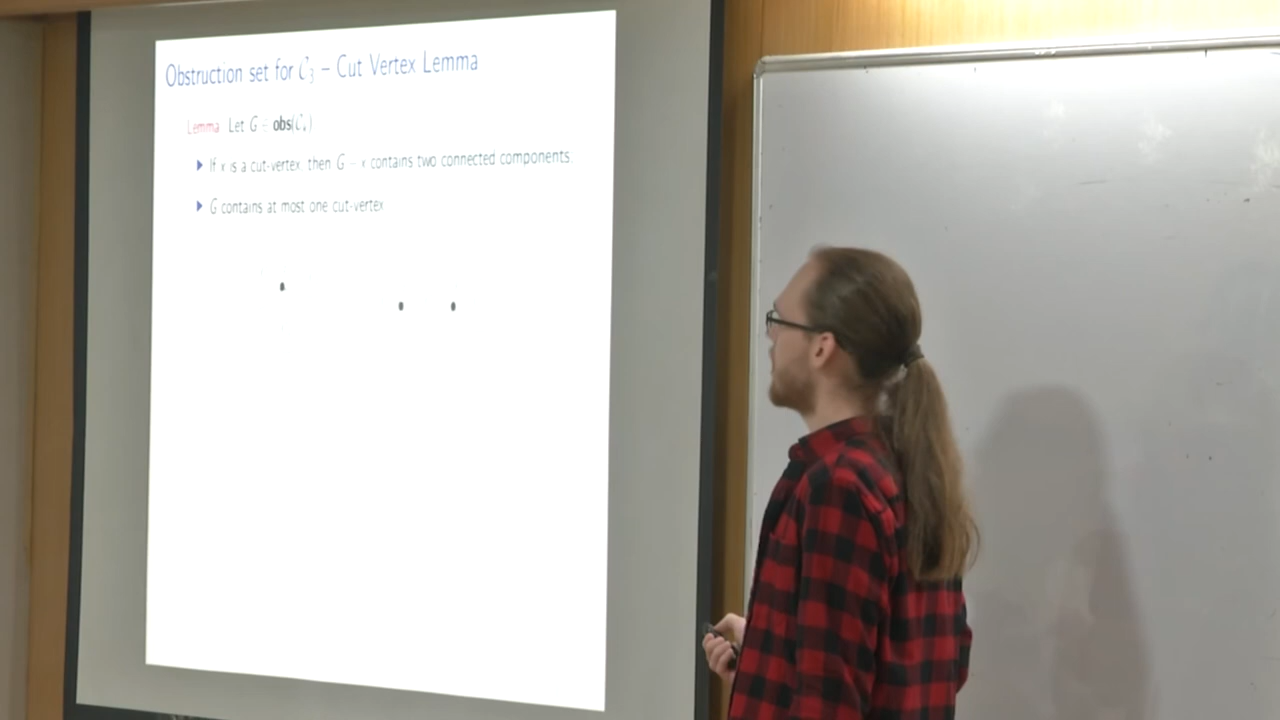 Obstruction set for 𝒞₃ – Cut Vertex Lemma
Lemma Let G ∈ obs(𝒞
▶ If x is a cut-vertex, then G − x contains two connected components.
▶ G contains at most one cut-vertex